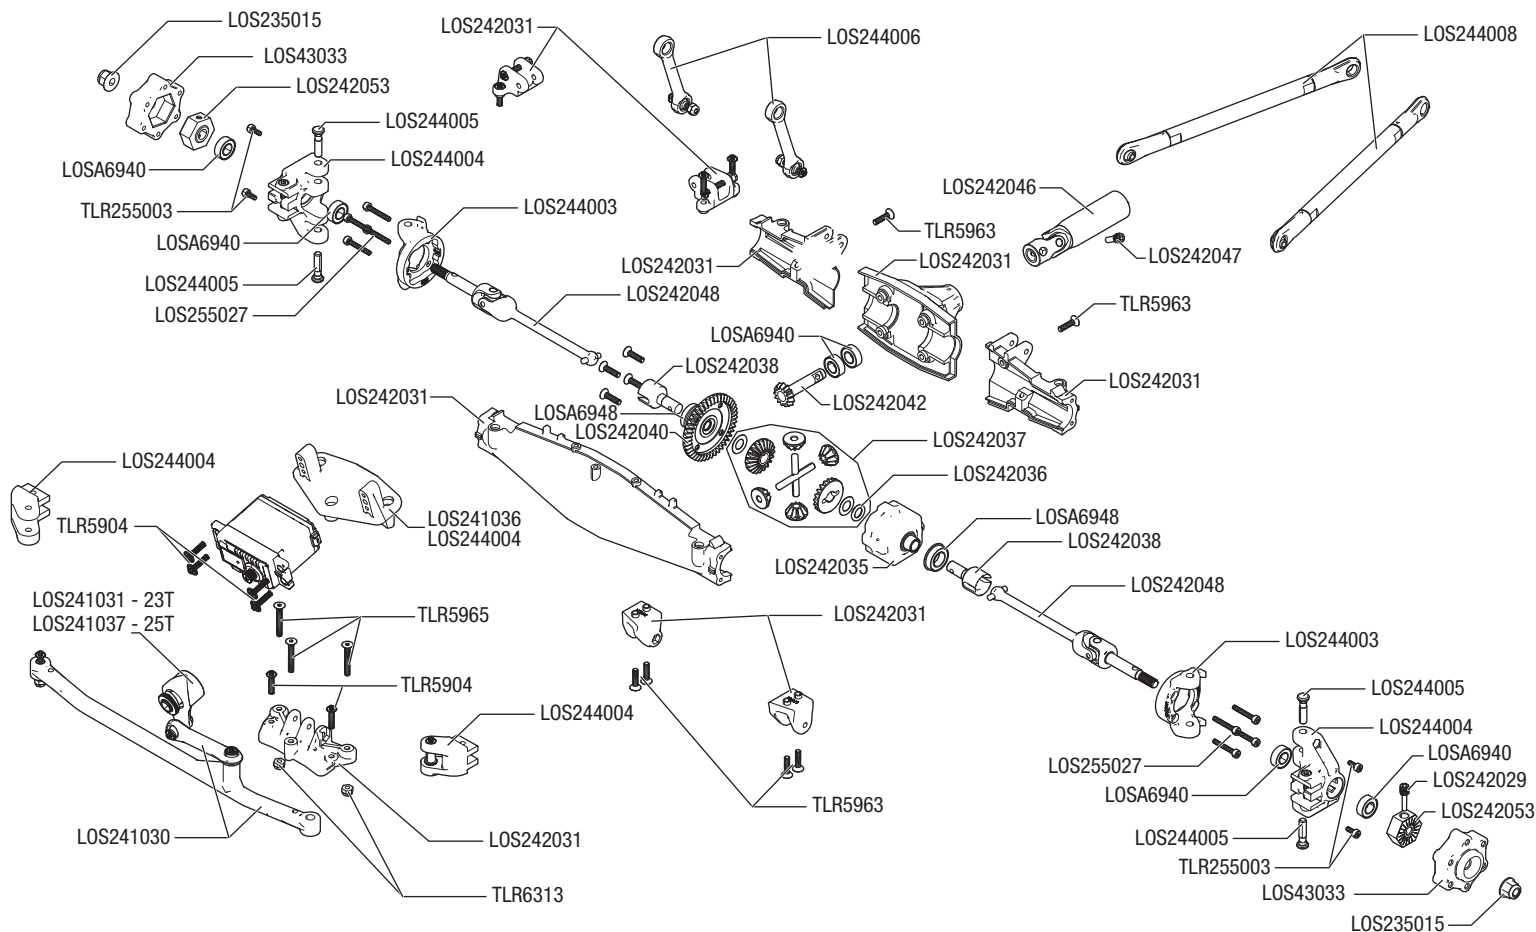 LOS235015
LOS43033
LOS242053
LOS244005
LOS244004
LOSA6940
TLR255003
LOSA6940
LOS244005
LOS255027
LOS244003
LOS242048
LOS242031
LOS244006
LOS244008
LOS242046
LOS242047
TLR5963
LOS242031
LOS242031
TLR5963
LOS242031
LOSA6940
LOS242038
LOS242042
LOS242031
LOSA6948
LOS242040
LOS242037
LOS242036
LOSA6948
LOS242038
LOS242035
LOS242048
LOS244004
TLR5904
LOS241036
LOS244004
LOS241031 - 23T
LOS241037 - 25T
TLR5965
TLR5904
LOS244004
LOS241030
LOS242031
TLR6313
LOS242031
TLR5963
LOS244003
LOS244005
LOS244004
LOSA6940
LOS242029
LOS242053
LOS255027
LOSA6940
LOS244005
TLR255003
LOS43033
LOS235015